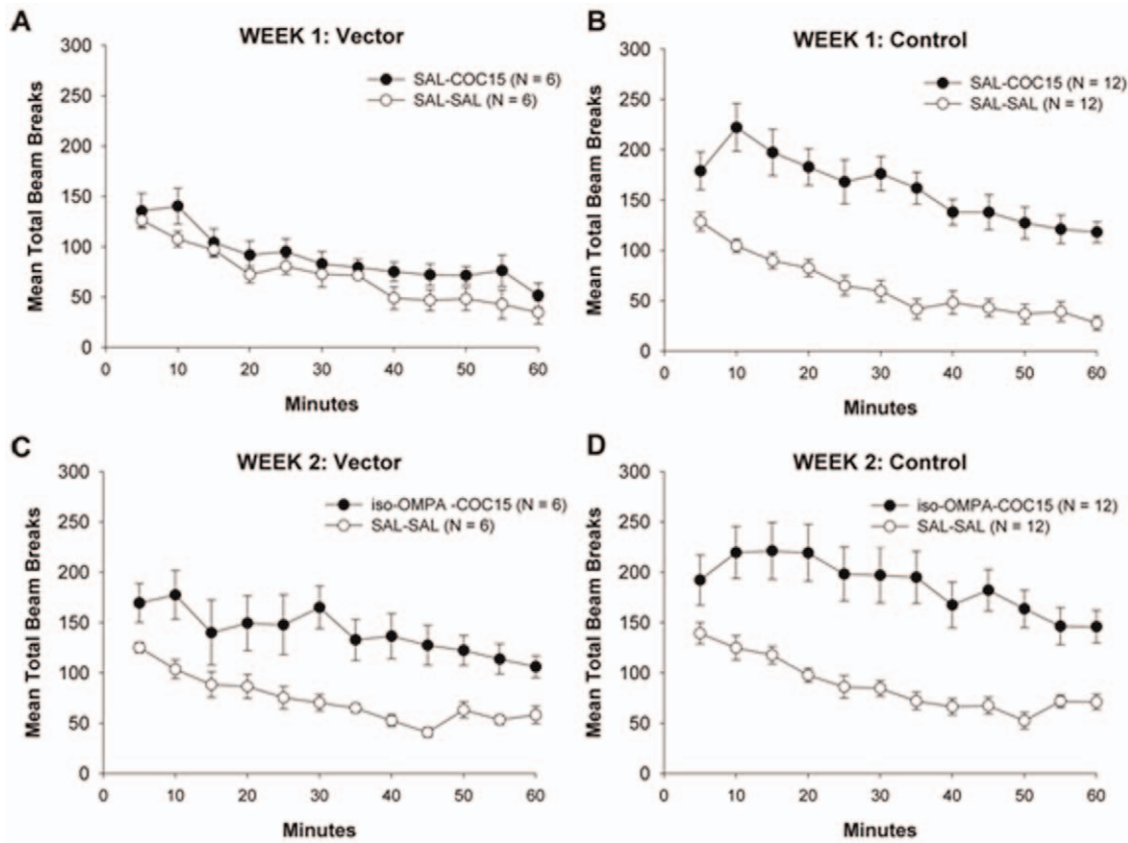 A
WEEK 1: Vector
SAL-COC15 (N = 6)
SAL-SAL (N = 6)
Mean Total Beam Breaks
300
250
200
150
100
50
0
0 10 20 30 40 50 60
Minutes
B
WEEK 1: Control
SAL-COC15 (N = 12)
SAL-SAL (N = 12)
Mean Total Beam Breaks
300
250
200
150
100
50
0
0 10 20 30 40 50 60
Minutes
C
WEEK 2: Vector
iso-OMPA -COC15 (N = 6)
SAL-SAL (N = 6)
Mean Total Beam Breaks
300
250
200
150
100
50
0
0 10 20 30 40 50 60
Minutes
D
WEEK 2: Control
iso-OMPA-COC15 (N = 12)
SAL-SAL (N = 12)
Mean Total Beam Breaks
300
250
200
150
100
50
0
0 10 20 30 40 50 60
Minutes